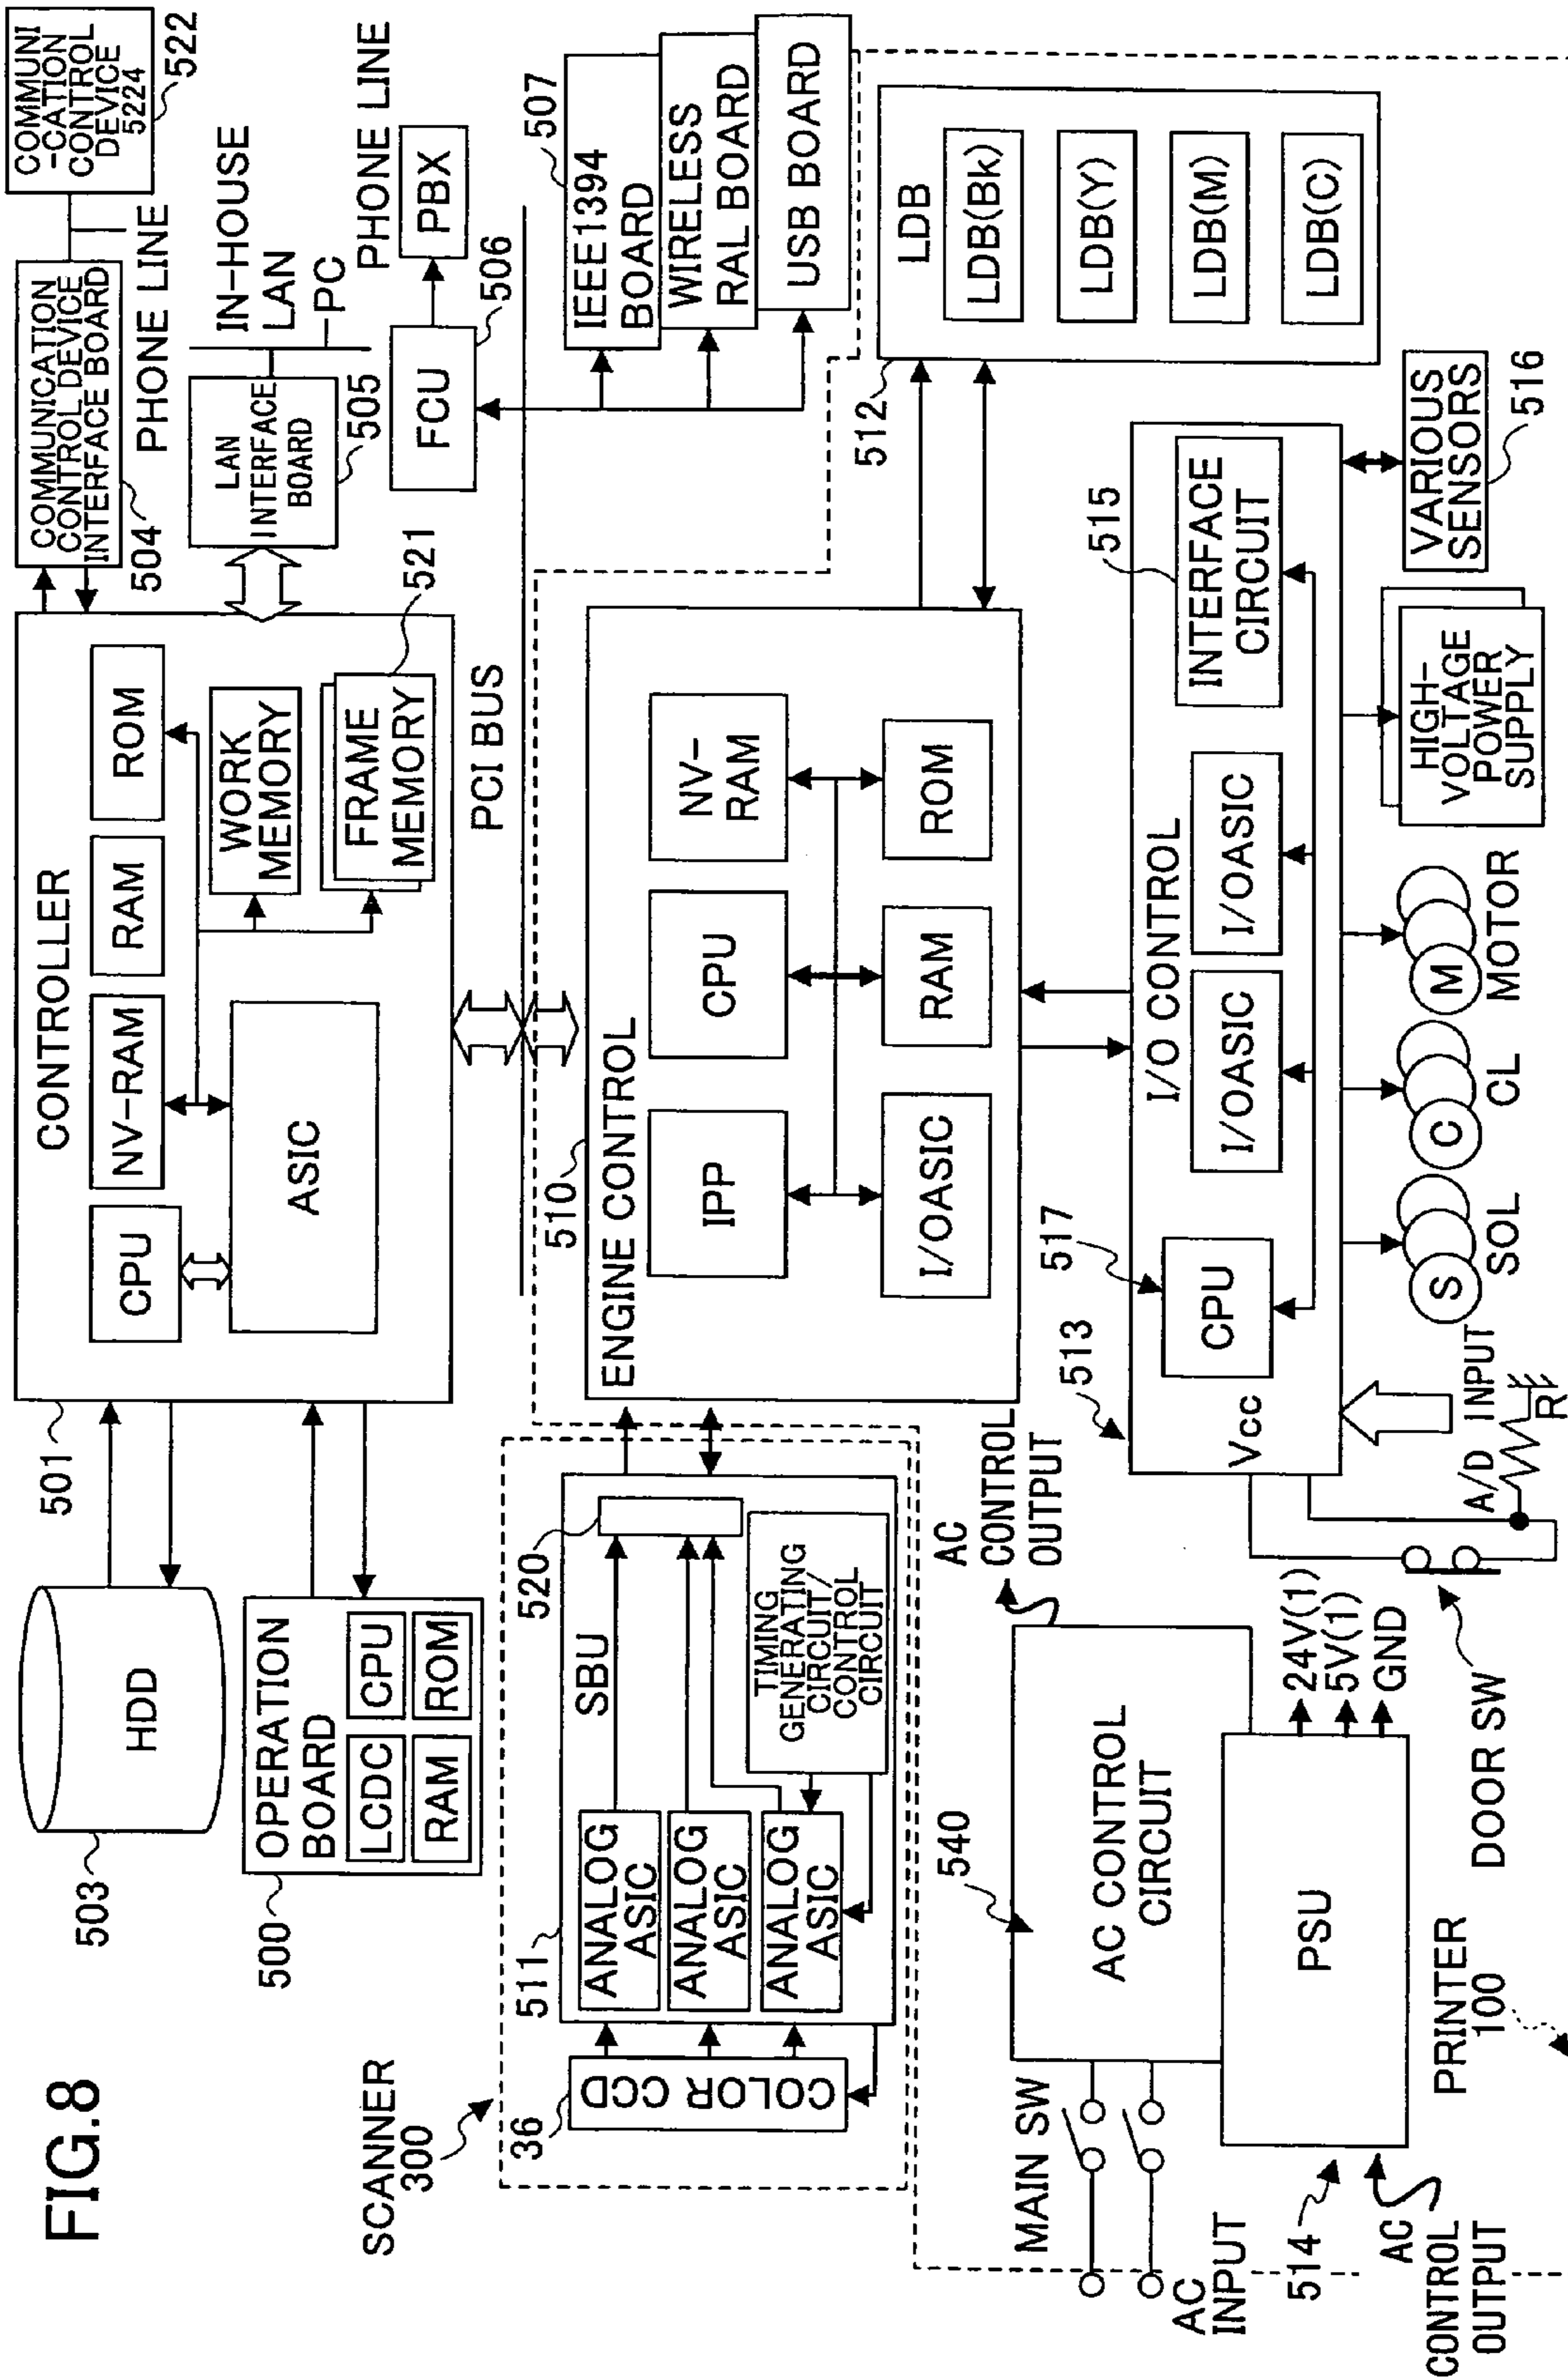 FIG.8
HDD
503
501
CONTROLLER
CPU
NV-RAM
RAM
ROM
ASIC
WORK
MEMORY
FRAME
MEMORY
521
COMMUNICATION
CONTROL DEVICE
INTERFACE BOARD
504
PHONE LINE
COMMUNI
-CATION
CONTROL
DEVICE
5224
522
LAN
INTERFACE
BOARD
505
IN-HOUSE
LAN
PC
OPERATION
BOARD
LCDC
CPU
RAM
ROM
500
PCI BUS
FCU
506
PBX
PHONE LINE
IEEE1394
BOARD
507
WIRELESS
RAL BOARD
USB BOARD
SCANNER
300
36
COLOR CCD
511
SBU
520
ANALOG
ASIC
ANALOG
ASIC
ANALOG
ASIC
TIMING
GENERATING
CIRCUIT/
CONTROL
CIRCUIT
510
ENGINE CONTROL
IPP
CPU
NV-
RAM
I/OASIC
RAM
ROM
512
LDB
LDB(Bk)
LDB(Y)
LDB(M)
LDB(C)
MAIN SW
AC
INPUT
540
AC CONTROL
CIRCUIT
AC
CONTROL
OUTPUT
PSU
514
AC
CONTROL
OUTPUT
24V(1)
5V(1)
GND
PRINTER
100
DOOR SW
513
517
I/O CONTROL
Vcc
CPU
I/OASIC
I/OASIC
515
INTERFACE
CIRCUIT
A/D INPUT
R
S
SOL
C
CL
M
MOTOR
HIGH-
VOLTAGE
POWER
SUPPLY
VARIOUS
SENSORS
516